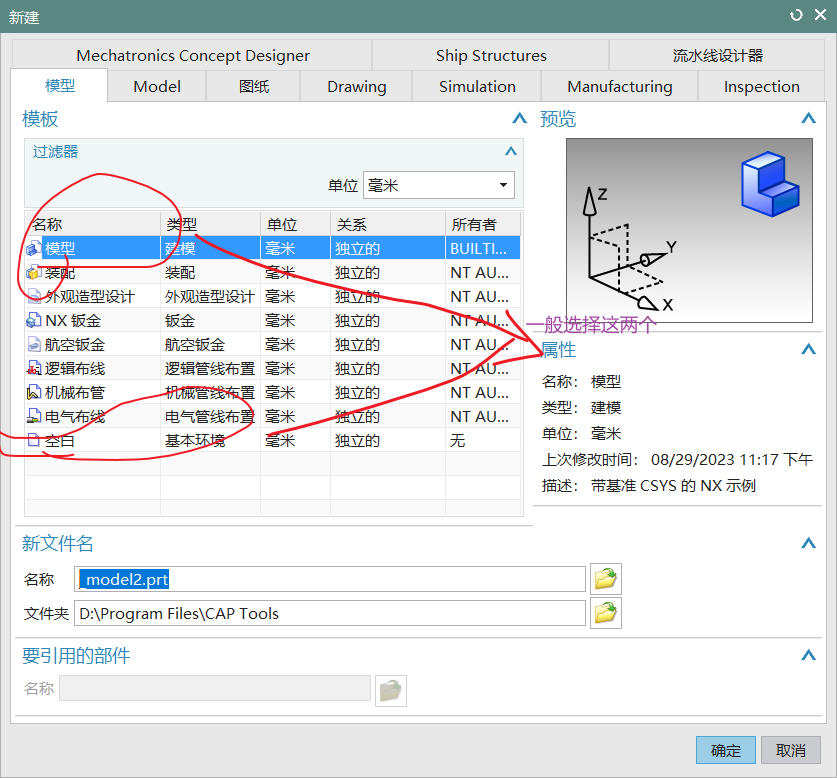 新建
Mechatronics Concept Designer Ship Structures 流水线设计器
模型 Model 图纸 Drawing Simulation Manufacturing Inspection
模板 预览
过滤器
单位 毫米
名称 类型 单位 关系 所有者
模型 建模 毫米 独立的 BUILTI...
装配 装配 毫米 独立的 NT AU...
外观造型设计 外观造型设计 毫米 独立的 NT AU...
NX 钣金 钣金 毫米 独立的 NT AU...
航空钣金 航空钣金 毫米 独立的 NT AU...
逻辑布线 逻辑管线布置 毫米 独立的 NT AU...
机械布管 机械管线布置 毫米 独立的 NT AU...
电气布线 电气管线布置 毫米 独立的 NT AU...
空白 基本环境 毫米 独立的 无
Z
Y
X
一般选择这两个
属性
名称: 模型
类型: 建模
单位: 毫米
上次修改时间: 08/29/2023 11:17 下午
描述: 带基准 CSYS 的 NX 示例
新文件名
名称 _model2.prt
文件夹 D:\Program Files\CAP Tools
要引用的部件
名称
确定 取消